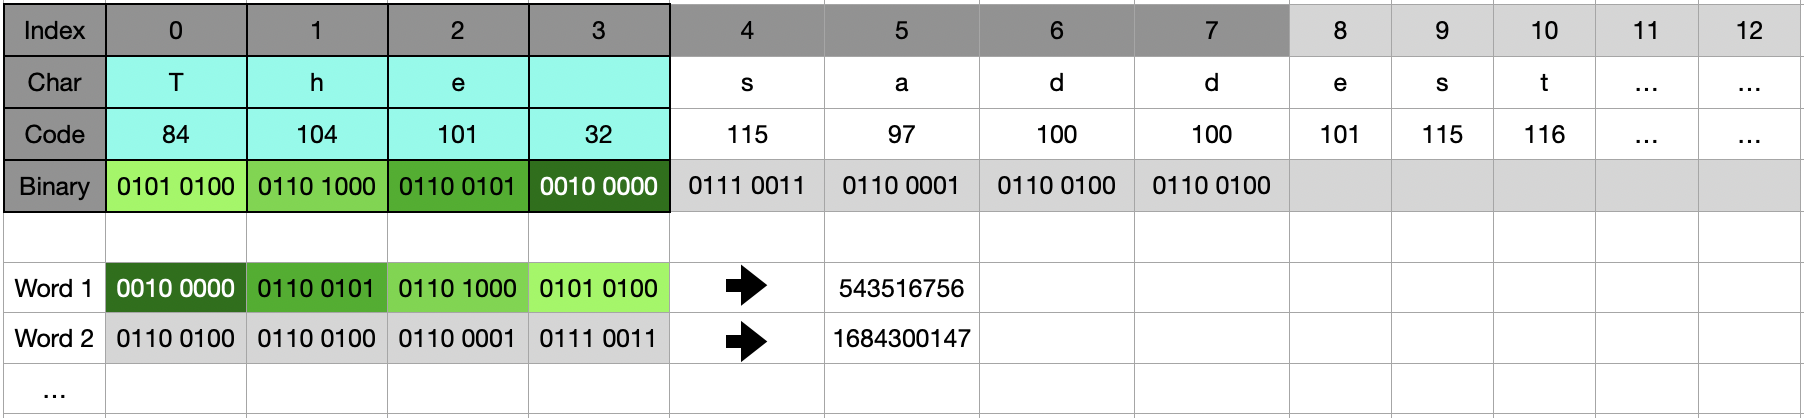 Index 0 1 2 3 4 5 6 7 8 9 10 11 12
Char T h e s a d d e s t ... ...
Code 84 104 101 32 115 97 100 100 101 115 116 ... ...
Binary 0101 0100 0110 1000 0110 0101 0010 0000 0111 0011 0110 0001 0110 0100 0110 0100
Word 1 0010 0000 0110 0101 0110 1000 0101 0100 543516756
Word 2 0110 0100 0110 0100 0110 0001 0111 0011 1684300147
...